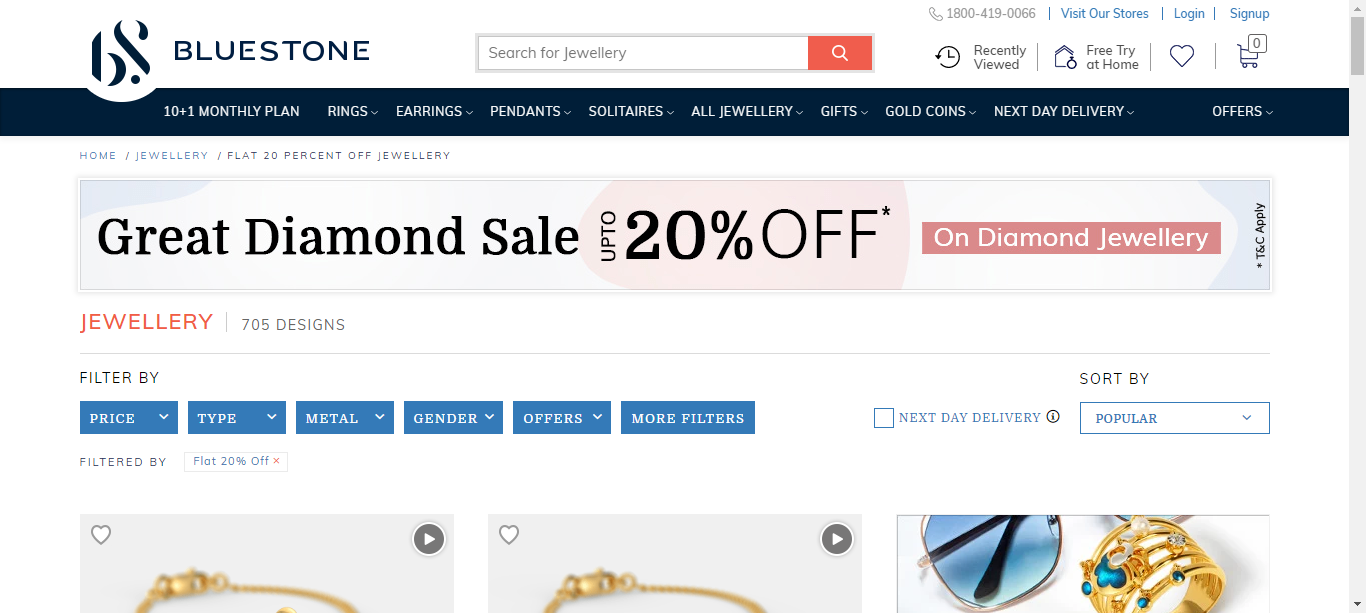 1800-419-0066 Visit Our Stores Login Signup
BLUESTONE
Search for Jewellery
Recently Viewed
Free Try at Home
0
10+1 MONTHLY PLAN RINGS EARRINGS PENDANTS SOLITAIRES ALL JEWELLERY GIFTS GOLD COINS NEXT DAY DELIVERY OFFERS
HOME / JEWELLERY / FLAT 20 PERCENT OFF JEWELLERY
Great Diamond Sale UPTO 20% OFF* On Diamond Jewellery * T&C Apply
JEWELLERY 705 DESIGNS
FILTER BY
SORT BY
PRICE TYPE METAL GENDER OFFERS MORE FILTERS NEXT DAY DELIVERY POPULAR
FILTERED BY Flat 20% Off ×